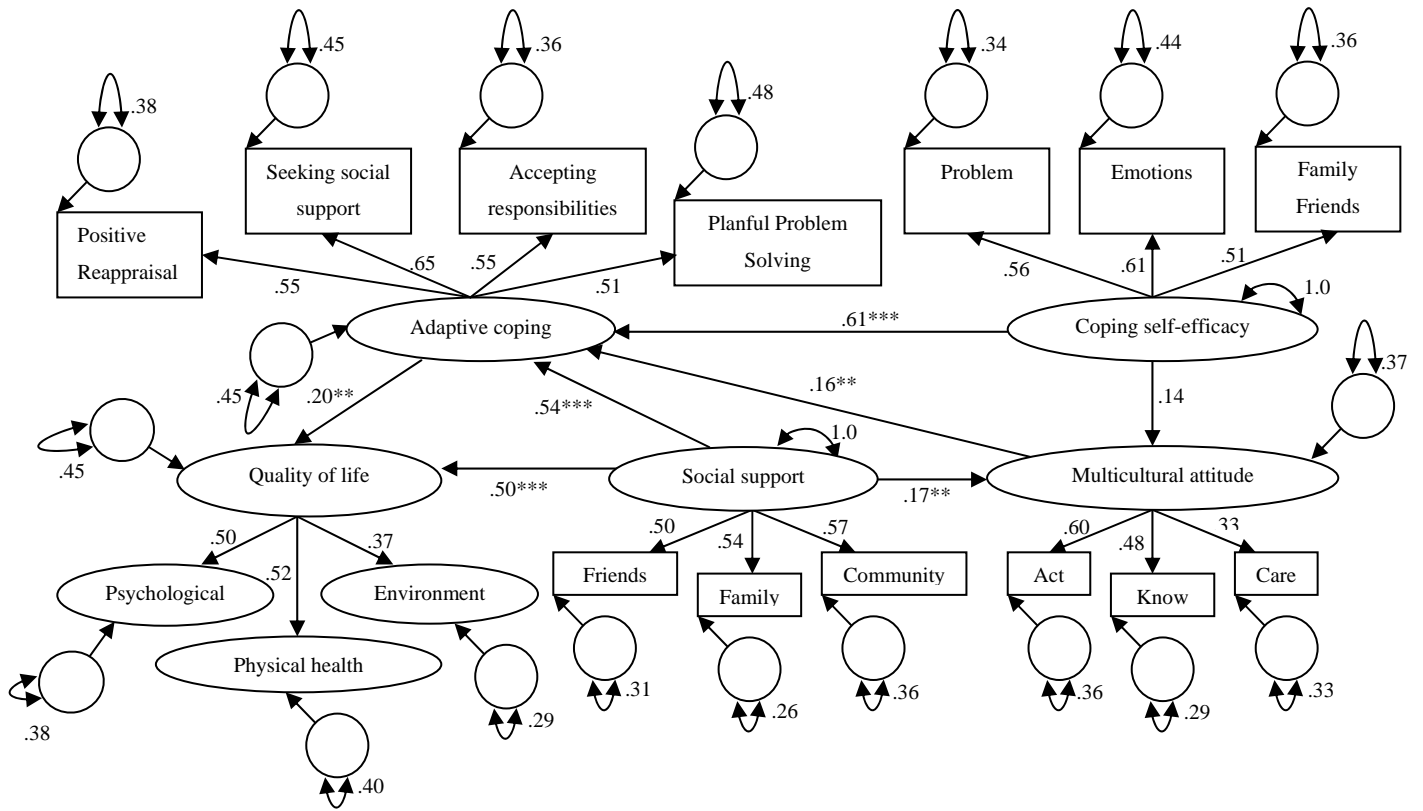 .45
.36
.34
.44
.36
.38
.48
Seeking social
support
Accepting
responsibilities
Problem
Emotions
Family
Friends
Positive
Reappraisal
Planful Problem
Solving
.55
.65
.55
.51
.56
.61
.51
1.0
Adaptive coping
.61***
Coping self-efficacy
.45
.20**
.54***
.16**
.14
.37
.45
1.0
Quality of life
.50***
Social support
.17**
Multicultural attitude
.50
.52
.37
.50
.54
.57
.60
.48
.33
Psychological
Environment
Friends
Family
Community
Act
Know
Care
Physical health
.38
.40
.29
.31
.26
.36
.36
.29
.33